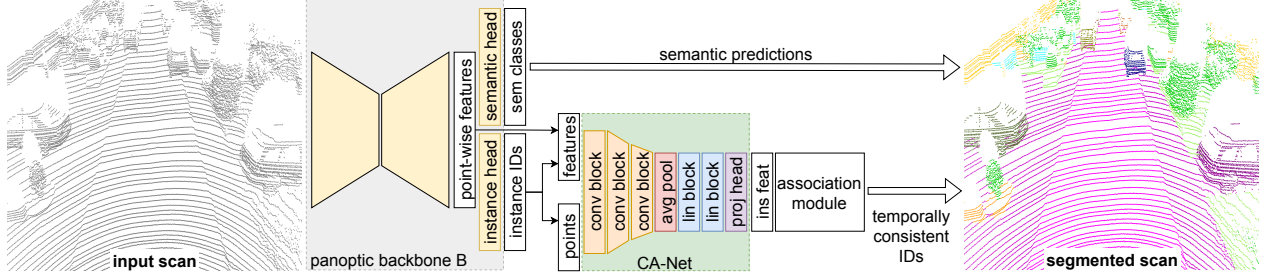 input scan
panoptic backbone B
point-wise features
semantic head
sem classes
instance head
instance IDs
semantic predictions
features
points
conv block
conv block
conv block
avg pool
lin block
lin block
proj head
CA-Net
ins feat
association
module
temporally
consistent
IDs
segmented scan